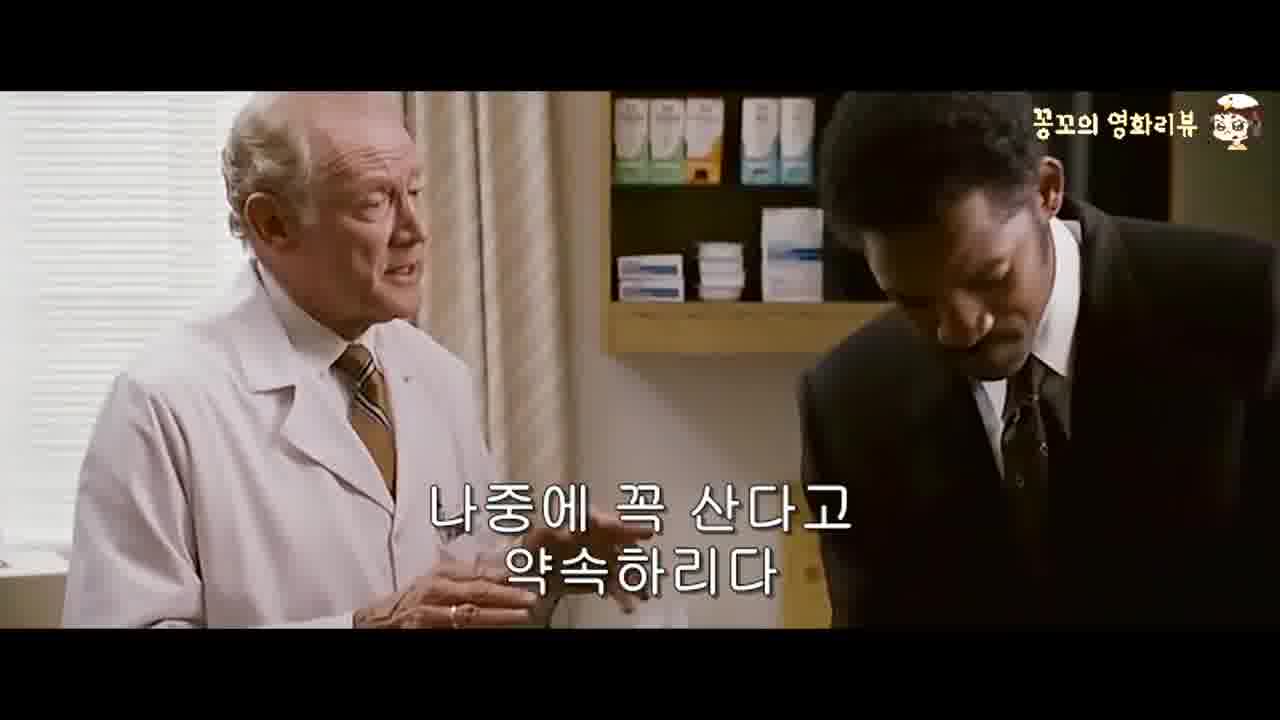 꽁꼬의 영화리뷰
나중에 꼭 산다고
약속하리다